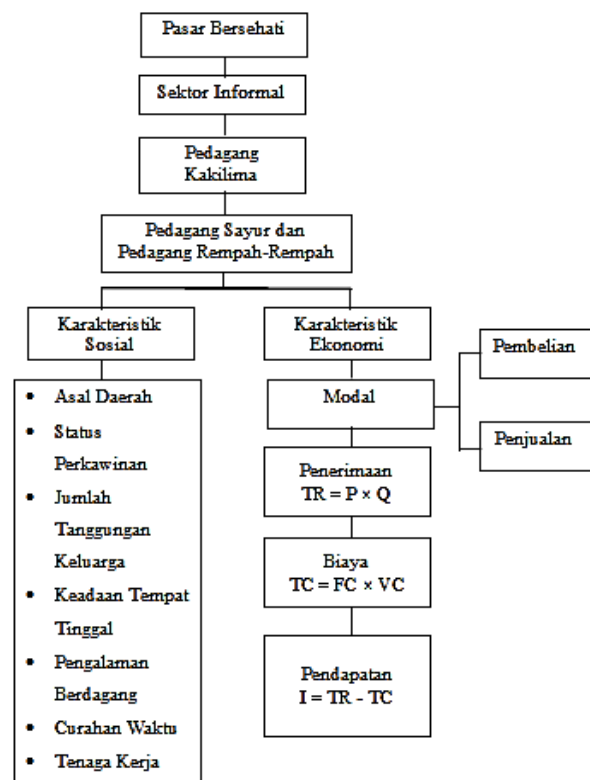 Pasar Bersehati
Sektor Informal
Pedagang
Kakilima
Pedagang Sayur dan
Pedagang Rempah-Rempah
Karakteristik
Sosial
• Asal Daerah
• Status
Perkawinan
• Jumlah
Tanggungan
Keluarga
• Keadaan Tempat
Tinggal
• Pengalaman
Berdagang
• Curahan Waktu
• Tenaga Kerja
Karakteristik
Ekonomi
Modal
Pembelian
Penjualan
Penerimaan
TR = P × Q
Biaya
TC = FC × VC
Pendapatan
I = TR - TC